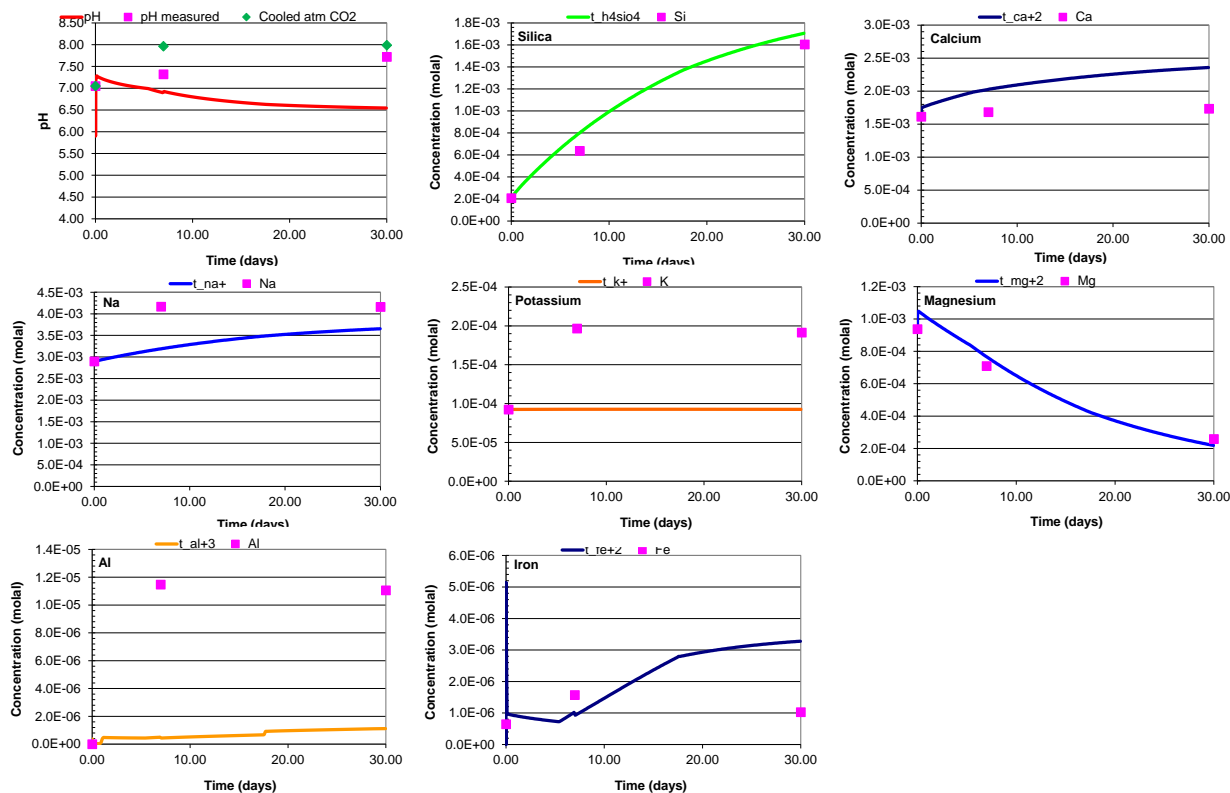 pH pH measured Cooled atm CO2
8.50
8.00
7.50
7.00
6.50
6.00
5.50
5.00
4.50
4.00
pH
0.00 10.00 20.00 30.00
Time (days)
t_h4sio4 Si
Silica
1.8E-03
1.6E-03
1.4E-03
1.2E-03
1.0E-03
8.0E-04
6.0E-04
4.0E-04
2.0E-04
0.0E+00
Concentration (molal)
0.00 10.00 20.00 30.00
Time (days)
t_ca+2 Ca
Calcium
3.0E-03
2.5E-03
2.0E-03
1.5E-03
1.0E-03
5.0E-04
0.0E+00
Concentration (molal)
0.00 10.00 20.00 30.00
Time (days)
t_na+ Na
Na
4.5E-03
4.0E-03
3.5E-03
3.0E-03
2.5E-03
2.0E-03
1.5E-03
1.0E-03
5.0E-04
0.0E+00
Concentration (molal)
0.00 10.00 20.00 30.00
Time (days)
t_k+ K
Potassium
2.5E-04
2.0E-04
1.5E-04
1.0E-04
5.0E-05
0.0E+00
Concentration (molal)
0.00 10.00 20.00 30.00
Time (days)
t_mg+2 Mg
Magnesium
1.2E-03
1.0E-03
8.0E-04
6.0E-04
4.0E-04
2.0E-04
0.0E+00
Concentration (molal)
0.00 10.00 20.00 30.00
Time (days)
t_al+3 Al
Al
1.4E-05
1.2E-05
1.0E-05
8.0E-06
6.0E-06
4.0E-06
2.0E-06
0.0E+00
Concentration (molal)
0.00 10.00 20.00 30.00
Time (days)
t_fe+2 Fe
Iron
6.0E-06
5.0E-06
4.0E-06
3.0E-06
2.0E-06
1.0E-06
0.0E+00
Concentration (molal)
0.00 10.00 20.00 30.00
Time (days)